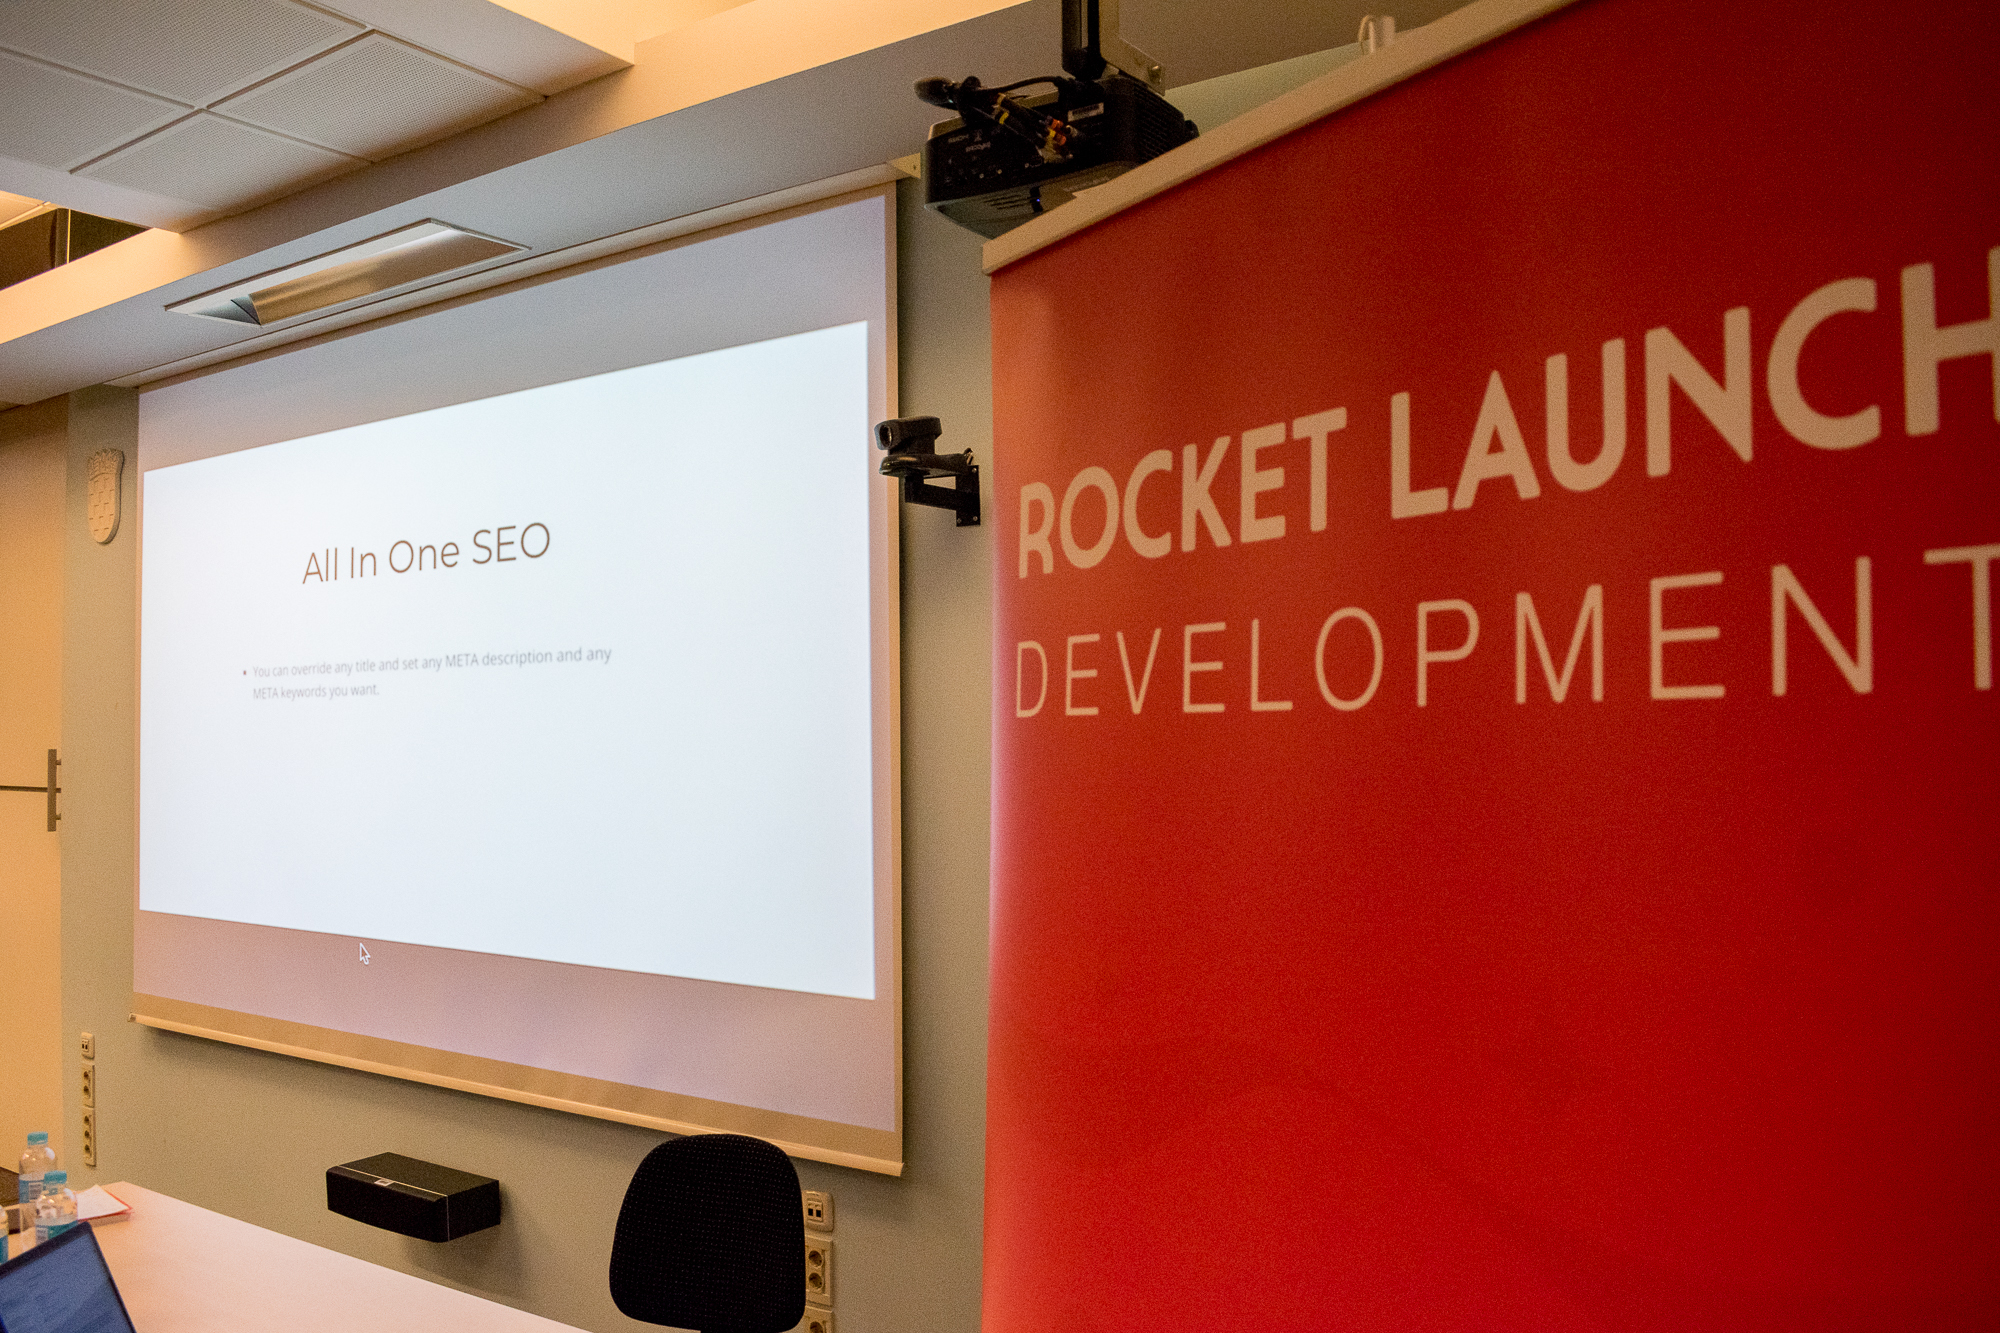 All In One SEO
• You can override any title and set any META description and any
META keywords you want.
ROCKET LAUNCH
DEVELOPMENT